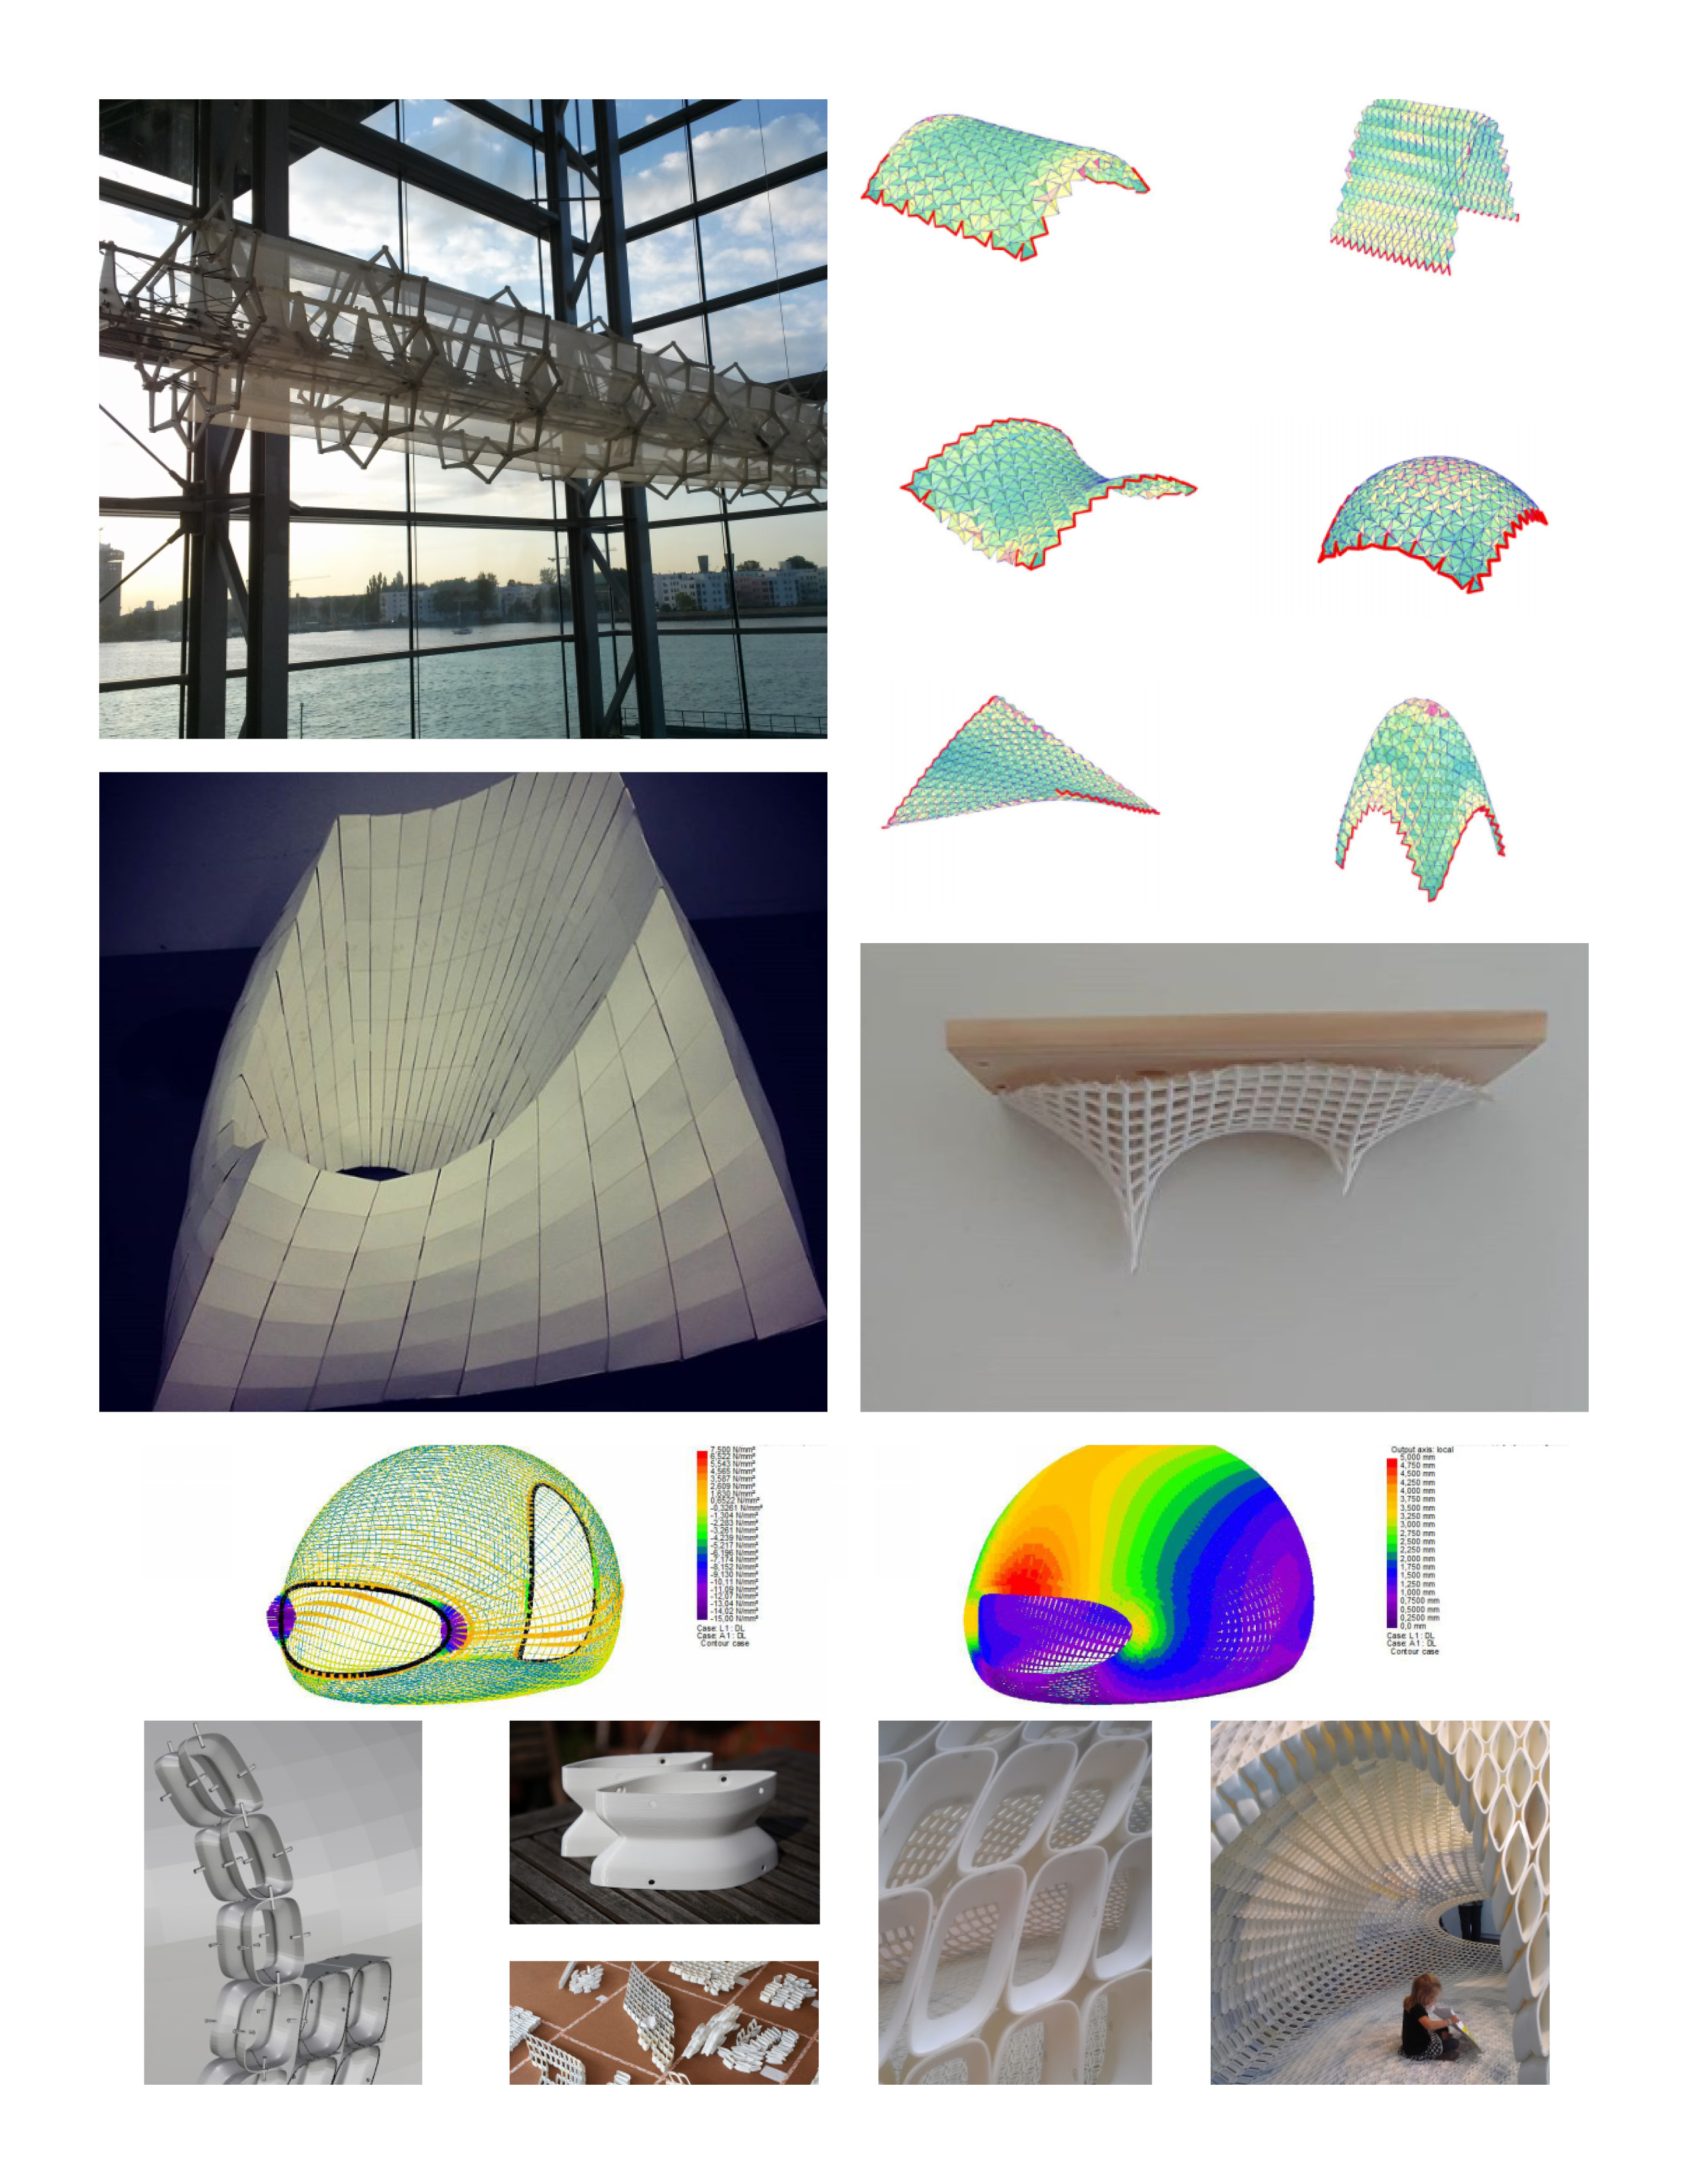 7,500 N/mm²
6,522 N/mm²
5,543 N/mm²
4,565 N/mm²
3,587 N/mm²
2,609 N/mm²
1,630 N/mm²
0,6522 N/mm²
-0,3261 N/mm²
-1,304 N/mm²
-2,283 N/mm²
-3,261 N/mm²
-4,239 N/mm²
-5,217 N/mm²
-6,196 N/mm²
-7,174 N/mm²
-8,152 N/mm²
-9,130 N/mm²
-10,11 N/mm²
-11,09 N/mm²
-12,07 N/mm²
-13,04 N/mm²
-14,02 N/mm²
-15,00 N/mm²
Case: L1 : DL
Case: A1 : DL
Contour case
Output axis: local
5,000 mm
4,750 mm
4,500 mm
4,250 mm
4,000 mm
3,750 mm
3,500 mm
3,250 mm
3,000 mm
2,750 mm
2,500 mm
2,250 mm
2,000 mm
1,750 mm
1,500 mm
1,250 mm
1,000 mm
0,7500 mm
0,5000 mm
0,2500 mm
0,0 mm
Case: L1 : DL
Case: A1 : DL
Contour case